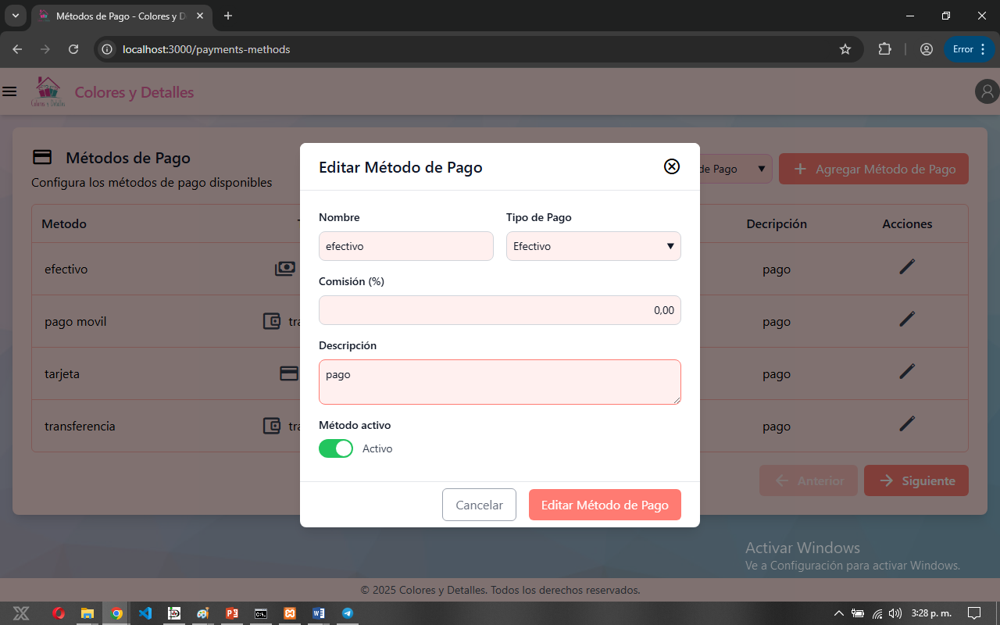 Métodos de Pago - Colores y D
localhost:3000/payments-methods
Error
Colores y Detalles
Colores y Detalles
Métodos de Pago
Configura los métodos de pago disponibles
de Pago
Agregar Método de Pago
Metodo
Decripción
Acciones
efectivo
pago
pago movil
tra
pago
tarjeta
pago
transferencia
tra
pago
Anterior
Siguiente
Editar Método de Pago
Nombre
Tipo de Pago
efectivo
Efectivo
Comisión (%)
0,00
Descripción
pago
Método activo
Activo
Cancelar
Editar Método de Pago
Activar Windows
Ve a Configuración para activar Windows.
© 2025 Colores y Detalles. Todos los derechos reservados.
3:28 p. m.